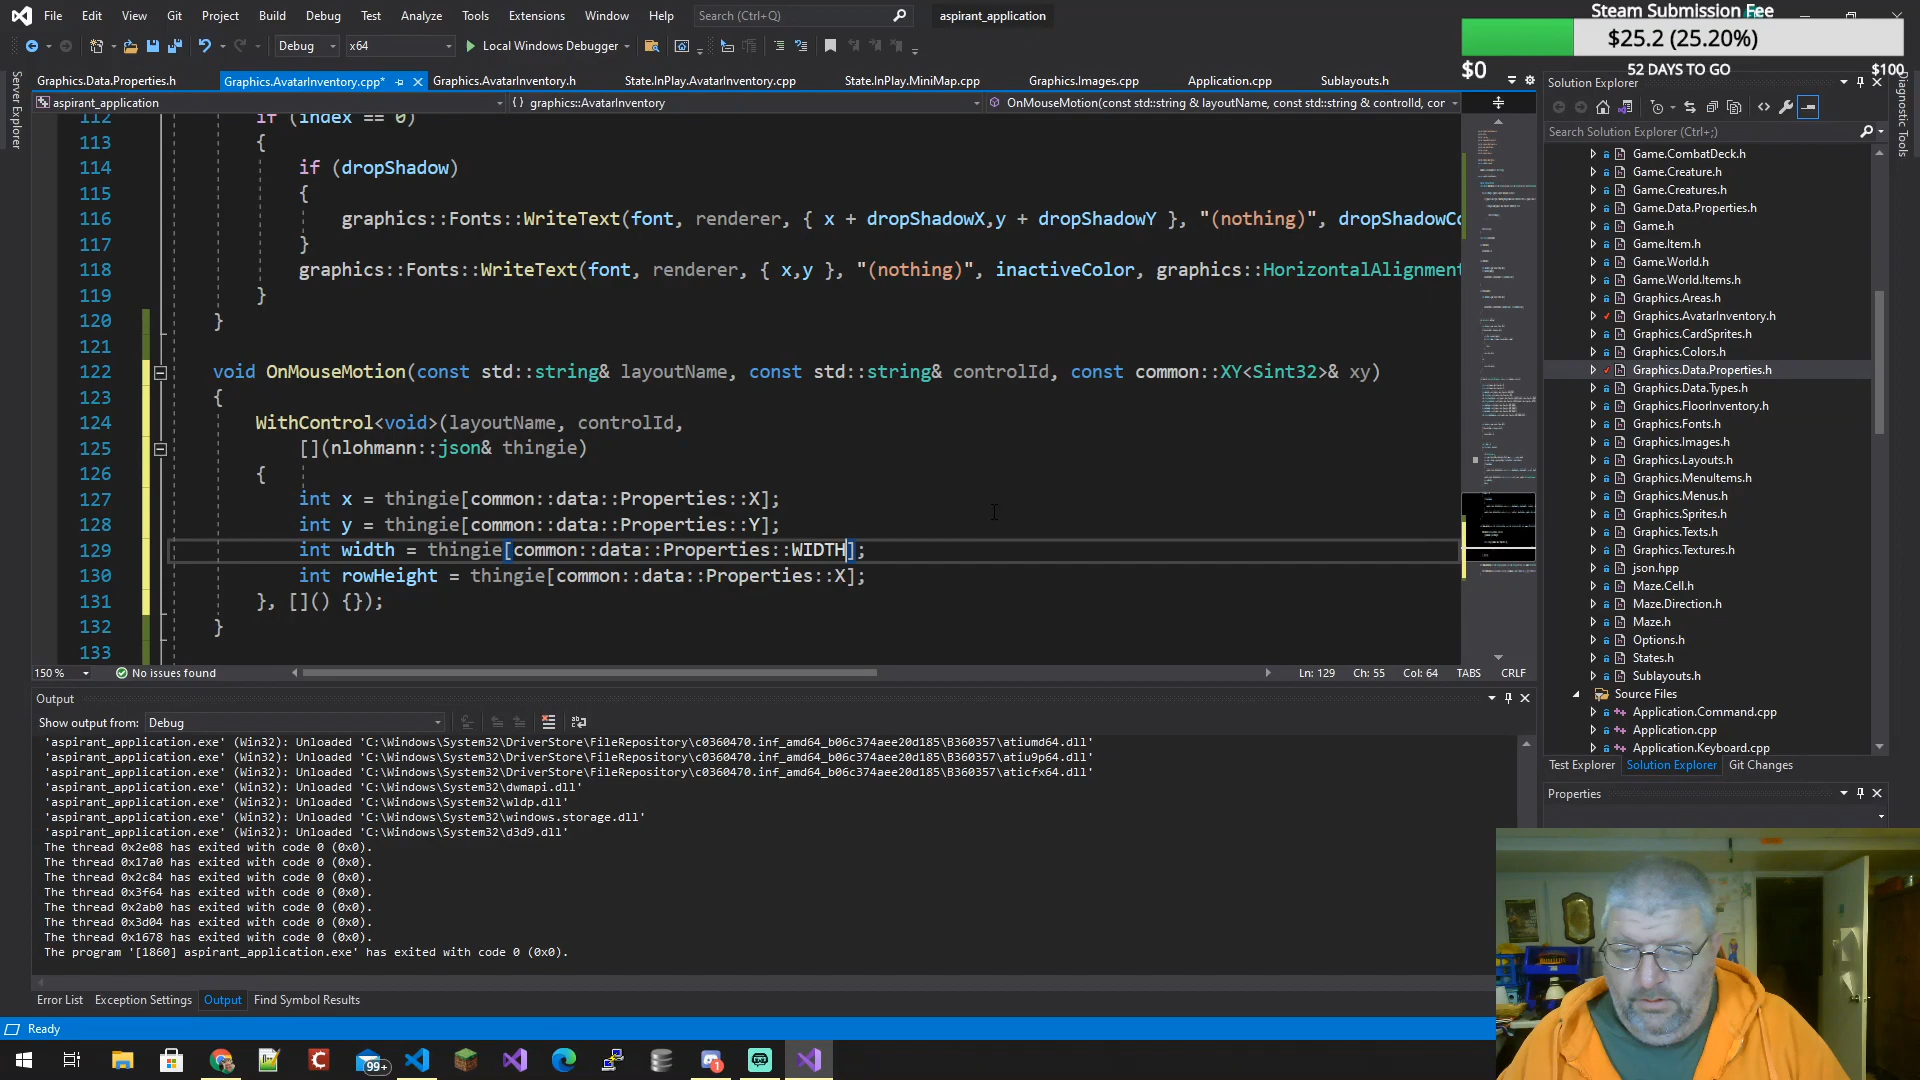 File Edit View Git Project Build Debug Test Analyze Tools Extensions Window Help Search (Ctrl+Q) aspirant_application
Steam Submission Fee
$25.2 (25.20%)
$0 52 DAYS TO GO $100
Debug x64 Local Windows Debugger
Server Explorer
Diagnostic Tools
Graphics.Data.Properties.h Graphics.AvatarInventory.cpp* Graphics.AvatarInventory.h State.InPlay.AvatarInventory.cpp State.InPlay.MiniMap.cpp Graphics.Images.cpp Application.cpp Sublayouts.h
aspirant_application {} graphics::AvatarInventory OnMouseMotion(const std::string & layoutName, const std::string & controlId, cor
112 if (index == 0)
113 {
114 if (dropShadow)
115 {
116 graphics::Fonts::WriteText(font, renderer, { x + dropShadowX,y + dropShadowY }, "(nothing)", dropShadowCo
117 }
118 graphics::Fonts::WriteText(font, renderer, { x,y }, "(nothing)", inactiveColor, graphics::HorizontalAlignment
119 }
120 }
121
122 void OnMouseMotion(const std::string& layoutName, const std::string& controlId, const common::XY<Sint32>& xy)
123 {
124 WithControl<void>(layoutName, controlId,
125 [](nlohmann::json& thingie)
126 {
127 int x = thingie[common::data::Properties::X];
128 int y = thingie[common::data::Properties::Y];
129 int width = thingie[common::data::Properties::WIDTH];
130 int rowHeight = thingie[common::data::Properties::X];
131 }, []() {});
132 }
133
150 % No issues found Ln: 129 Ch: 55 Col: 64 TABS CRLF
Output
Show output from: Debug
'aspirant_application.exe' (Win32): Unloaded 'C:\Windows\System32\DriverStore\FileRepository\c0360470.inf_amd64_b06c374aee20d185\B360357\atiumd64.dll'
'aspirant_application.exe' (Win32): Unloaded 'C:\Windows\System32\DriverStore\FileRepository\c0360470.inf_amd64_b06c374aee20d185\B360357\atiu9p64.dll'
'aspirant_application.exe' (Win32): Unloaded 'C:\Windows\System32\DriverStore\FileRepository\c0360470.inf_amd64_b06c374aee20d185\B360357\aticfx64.dll'
'aspirant_application.exe' (Win32): Unloaded 'C:\Windows\System32\dwmapi.dll'
'aspirant_application.exe' (Win32): Unloaded 'C:\Windows\System32\wldp.dll'
'aspirant_application.exe' (Win32): Unloaded 'C:\Windows\System32\windows.storage.dll'
'aspirant_application.exe' (Win32): Unloaded 'C:\Windows\System32\d3d9.dll'
The thread 0x2e08 has exited with code 0 (0x0).
The thread 0x17a0 has exited with code 0 (0x0).
The thread 0x2c84 has exited with code 0 (0x0).
The thread 0x3f64 has exited with code 0 (0x0).
The thread 0x2ab0 has exited with code 0 (0x0).
The thread 0x3d04 has exited with code 0 (0x0).
The thread 0x1678 has exited with code 0 (0x0).
The program '[1860] aspirant_application.exe' has exited with code 0 (0x0).
Error List Exception Settings Output Find Symbol Results
Ready
Solution Explorer
Search Solution Explorer (Ctrl+;)
Game.CombatDeck.h
Game.Creature.h
Game.Creatures.h
Game.Data.Properties.h
Game.h
Game.Item.h
Game.World.h
Game.World.Items.h
Graphics.Areas.h
Graphics.AvatarInventory.h
Graphics.CardSprites.h
Graphics.Colors.h
Graphics.Data.Properties.h
Graphics.Data.Types.h
Graphics.FloorInventory.h
Graphics.Fonts.h
Graphics.Images.h
Graphics.Layouts.h
Graphics.MenuItems.h
Graphics.Menus.h
Graphics.Sprites.h
Graphics.Texts.h
Graphics.Textures.h
json.hpp
Maze.Cell.h
Maze.Direction.h
Maze.h
Options.h
States.h
Sublayouts.h
Source Files
Application.Command.cpp
Application.cpp
Application.Keyboard.cpp
Test Explorer Solution Explorer Git Changes
Properties
99+
1